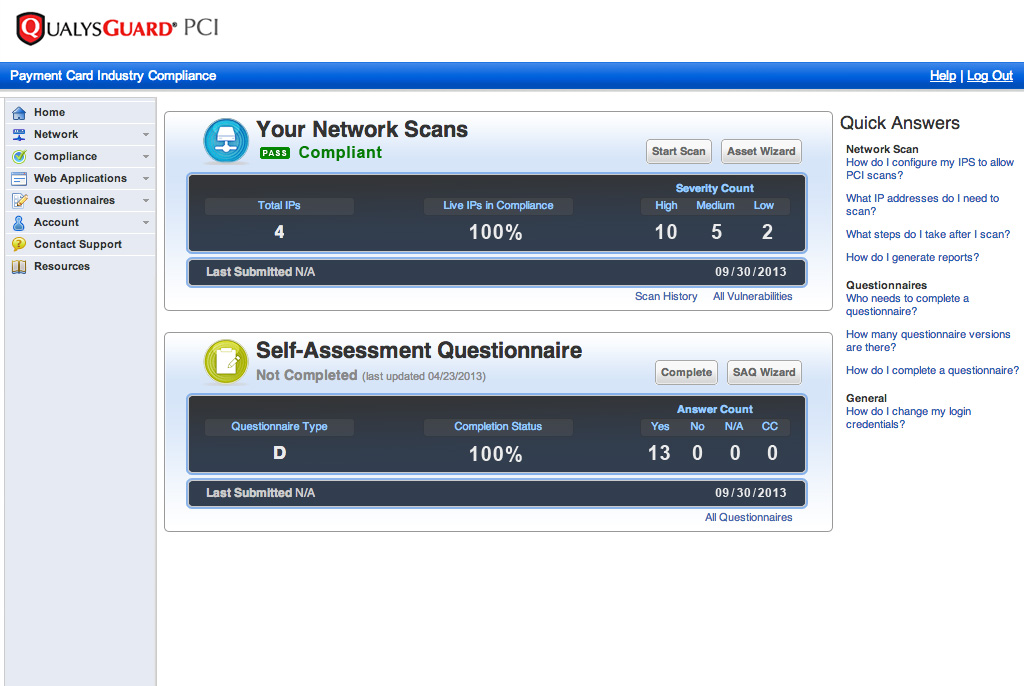 QUALYSGUARD® PCI
Payment Card Industry Compliance
Help | Log Out
Home
Network
Compliance
Web Applications
Questionnaires
Account
Contact Support
Resources
Your Network Scans
PASS Compliant
Start Scan
Asset Wizard
Severity Count
Total IPs
Live IPs in Compliance
High Medium Low
4
100%
10 5 2
Last Submitted N/A
09/30/2013
Scan History
All Vulnerabilities
Self-Assessment Questionnaire
Not Completed (last updated 04/23/2013)
Complete
SAQ Wizard
Answer Count
Questionnaire Type
Completion Status
Yes No N/A CC
D
100%
13 0 0 0
Last Submitted N/A
09/30/2013
All Questionnaires
Quick Answers
Network Scan
How do I configure my IPS to allow
PCI scans?
What IP addresses do I need to
scan?
What steps do I take after I scan?
How do I generate reports?
Questionnaires
Who needs to complete a
questionnaire?
How many questionnaire versions
are there?
How do I complete a questionnaire?
General
How do I change my login
credentials?